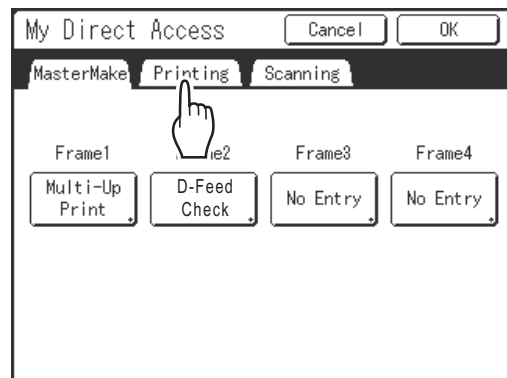 My Direct Access Cancel OK
MasterMake Printing Scanning
Frame1 Frame3 Frame4
Multi-Up Print D-Feed Check No Entry No Entry